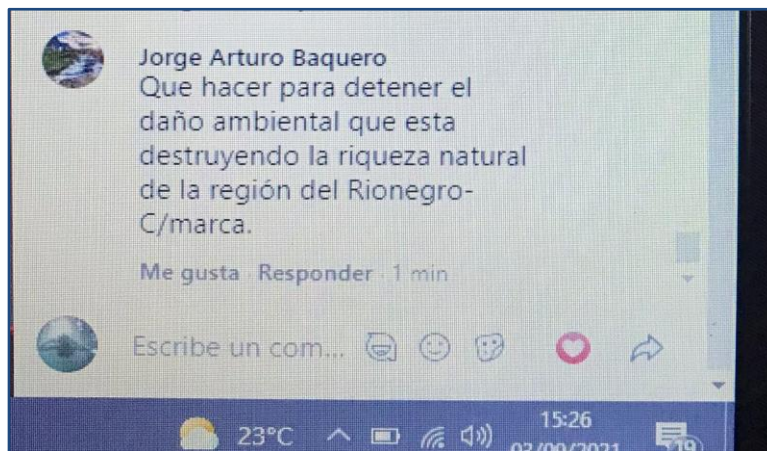 Jorge Arturo Baquero
Que hacer para detener el
daño ambiental que esta
destruyendo la riqueza natural
de la región del Rionegro-
C/marca.
Me gusta · Responder · 1 min
Escribe un com...
23°C
15:26
19